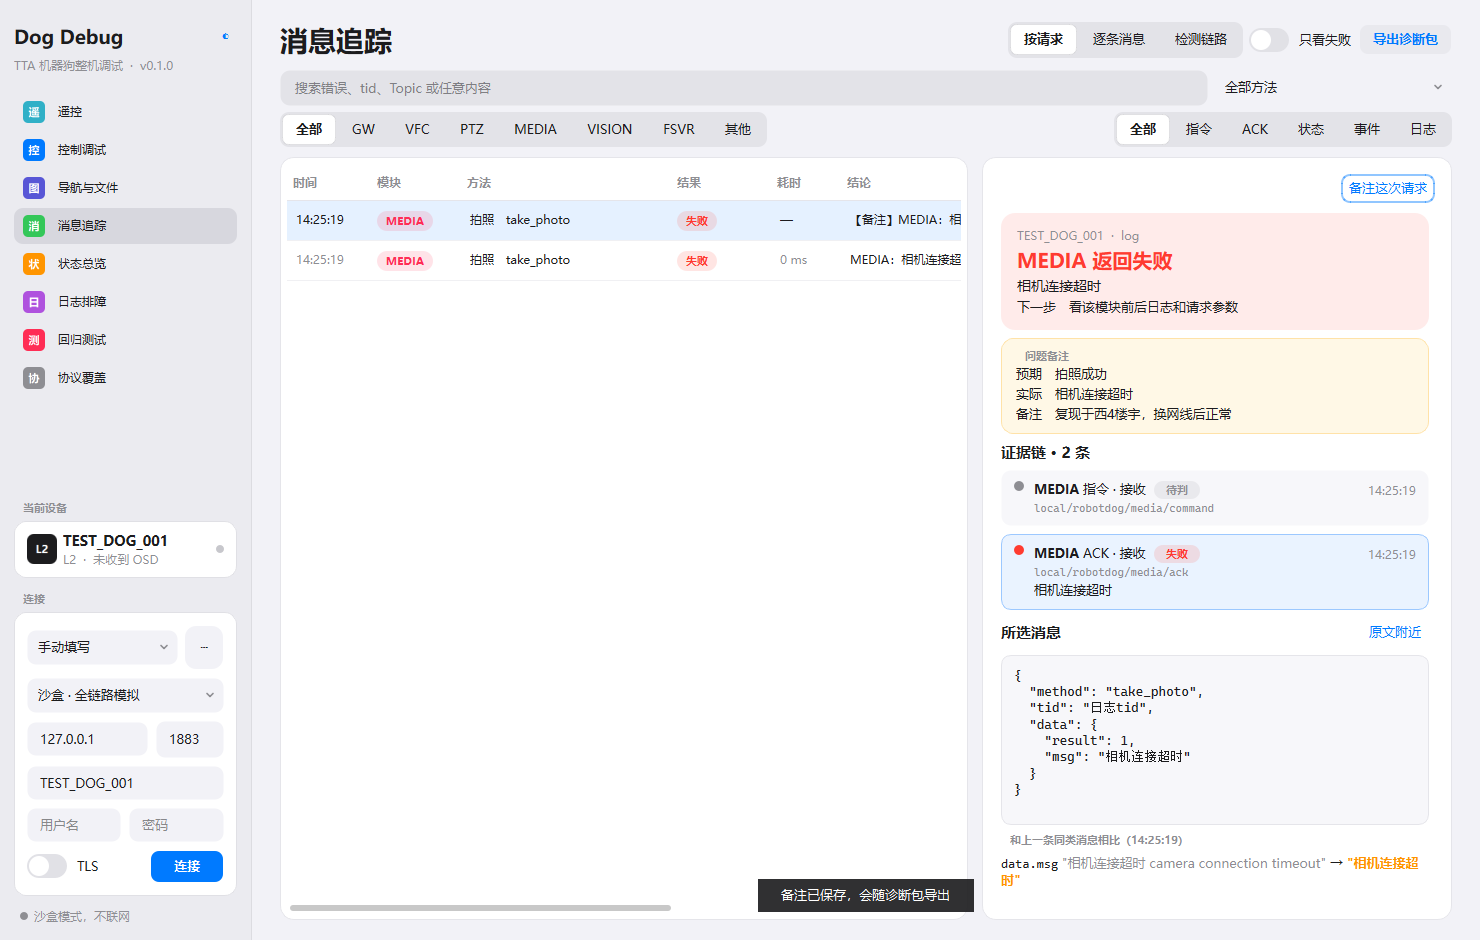 Dog Debug
TTA 机器狗整机调试 · v0.1.0
遥 遥控
控 控制调试
图 导航与文件
消 消息追踪
状 状态总览
日 日志排障
测 回归测试
协 协议覆盖
当前设备
L2 TEST_DOG_001
L2 · 未收到 OSD
连接
手动填写 ...
沙盒 · 全链路模拟
127.0.0.1 1883
TEST_DOG_001
用户名 密码
TLS 连接
沙盒模式，不联网
消息追踪
按请求 逐条消息 检测链路 只看失败 导出诊断包
搜索错误、tid、Topic 或任意内容 全部方法
全部 GW VFC PTZ MEDIA VISION FSVR 其他
全部 指令 ACK 状态 事件 日志
时间 模块 方法 结果 耗时 结论
14:25:19 MEDIA 拍照 take_photo 失败 — 【备注】MEDIA：相
14:25:19 MEDIA 拍照 take_photo 失败 0 ms MEDIA：相机连接超
备注已保存，会随诊断包导出
备注这次请求
TEST_DOG_001 · log
MEDIA 返回失败
相机连接超时
下一步 看该模块前后日志和请求参数
问题备注
预期 拍照成功
实际 相机连接超时
备注 复现于西4楼宇，换网线后正常
证据链 • 2 条
MEDIA 指令 · 接收 待判 14:25:19
local/robotdog/media/command
MEDIA ACK · 接收 失败 14:25:19
local/robotdog/media/ack
相机连接超时
所选消息 原文附近
{
"method": "take_photo",
"tid": "日志tid",
"data": {
"result": 1,
"msg": "相机连接超时"
}
}
和上一条同类消息相比（14:25:19）
data.msg "相机连接超时 camera connection timeout" → "相机连接超
时"